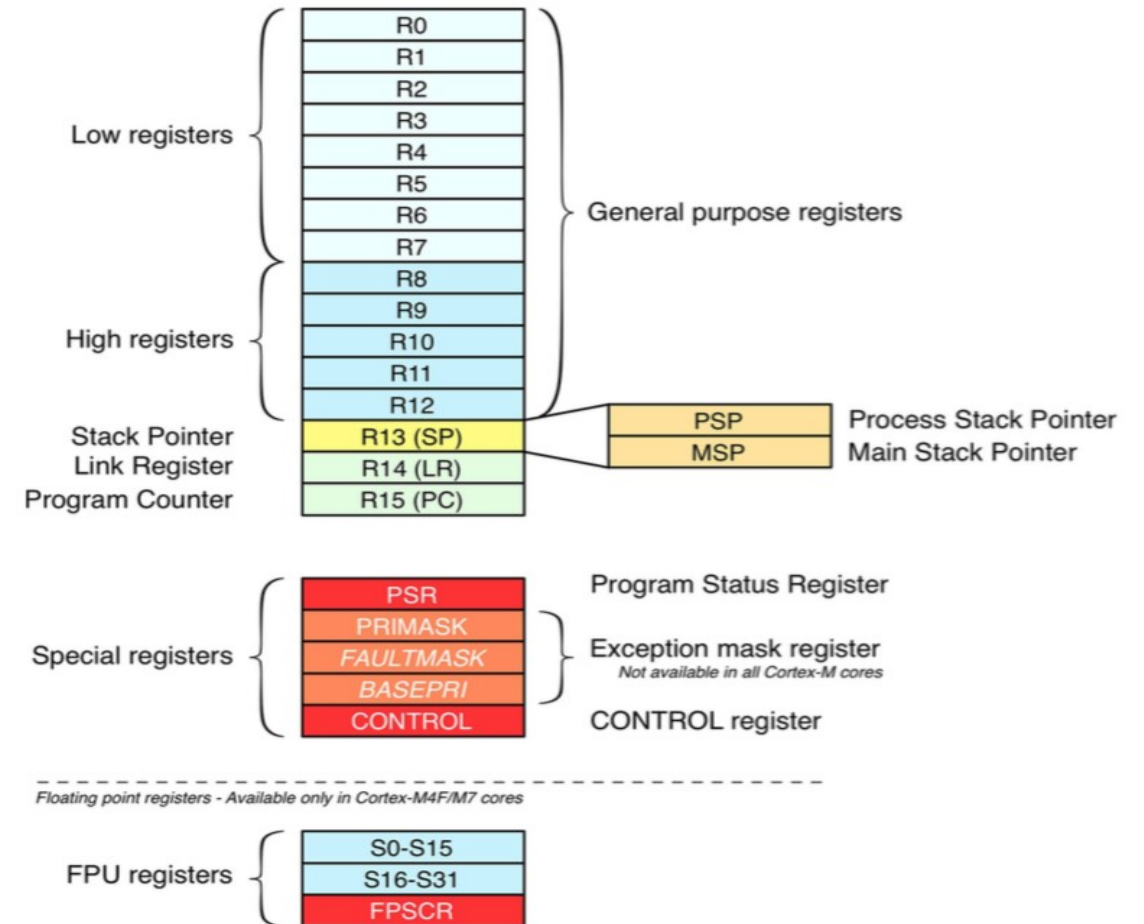 R0
R1
R2
R3
Low registers
R4
R5
R6
General purpose registers
R7
R8
R9
High registers
R10
R11
R12
PSP
Process Stack Pointer
Stack Pointer
R13 (SP)
MSP
Main Stack Pointer
Link Register
R14 (LR)
Program Counter
R15 (PC)
PSR
Program Status Register
PRIMASK
Special registers
FAULTMASK
Exception mask register
Not available in all Cortex-M cores
BASEPRI
CONTROL
CONTROL register
Floating point registers - Available only in Cortex-M4F/M7 cores
S0-S15
FPU registers
S16-S31
FPSCR